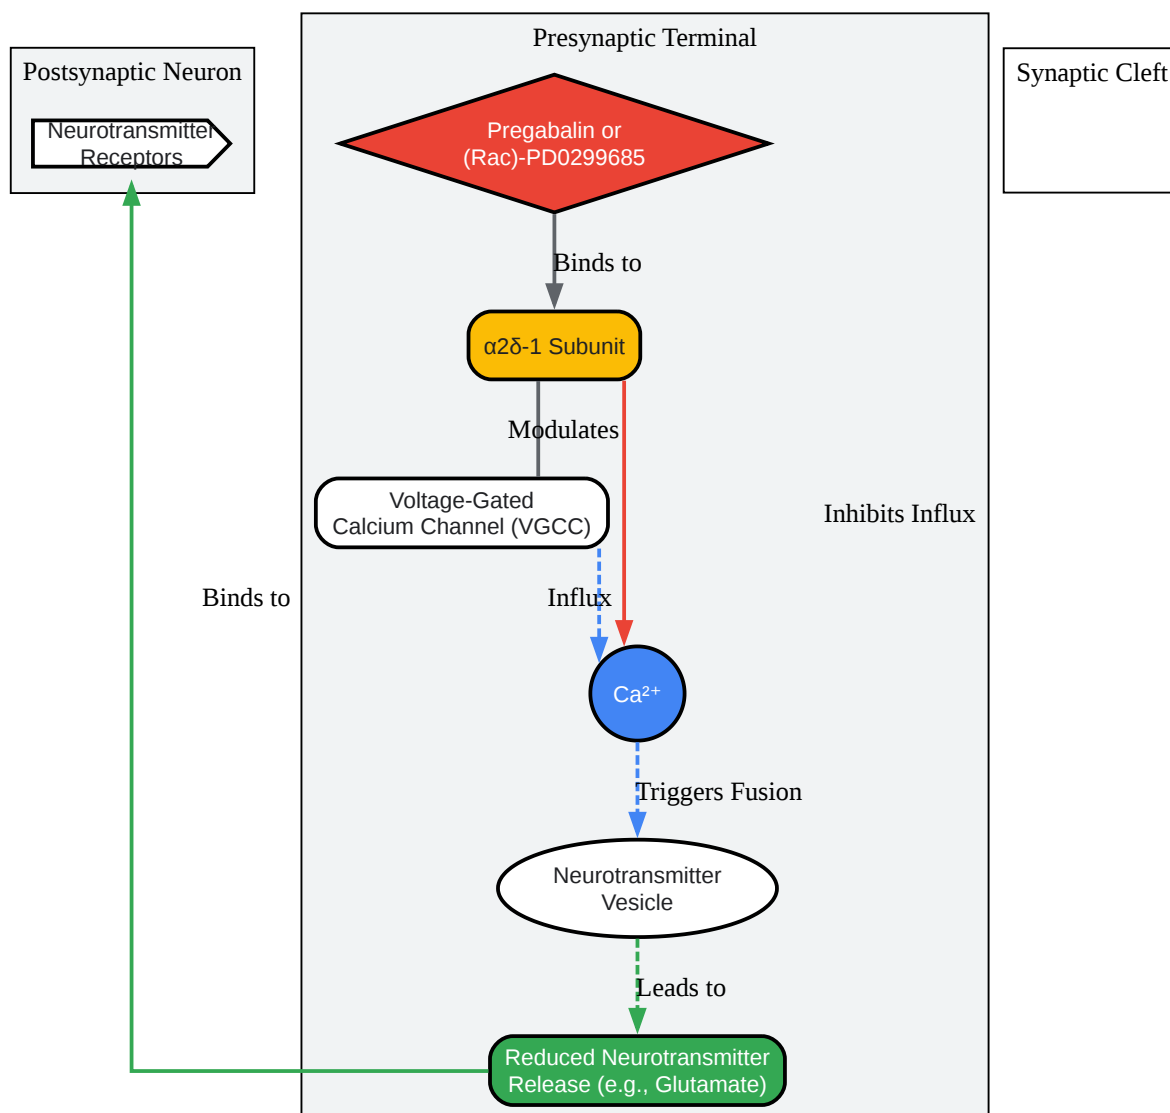 Presynaptic Terminal
Postsynaptic Neuron
Synaptic Cleft
Neurotransmitter
Receptors
Pregabalin or
(Rac)-PD0299685
Binds to
α2δ-1 Subunit
Modulates
Voltage-Gated
Calcium Channel (VGCC)
Inhibits Influx
Binds to
Influx
Ca²⁺
Triggers Fusion
Neurotransmitter
Vesicle
Leads to
Reduced Neurotransmitter
Release (e.g., Glutamate)